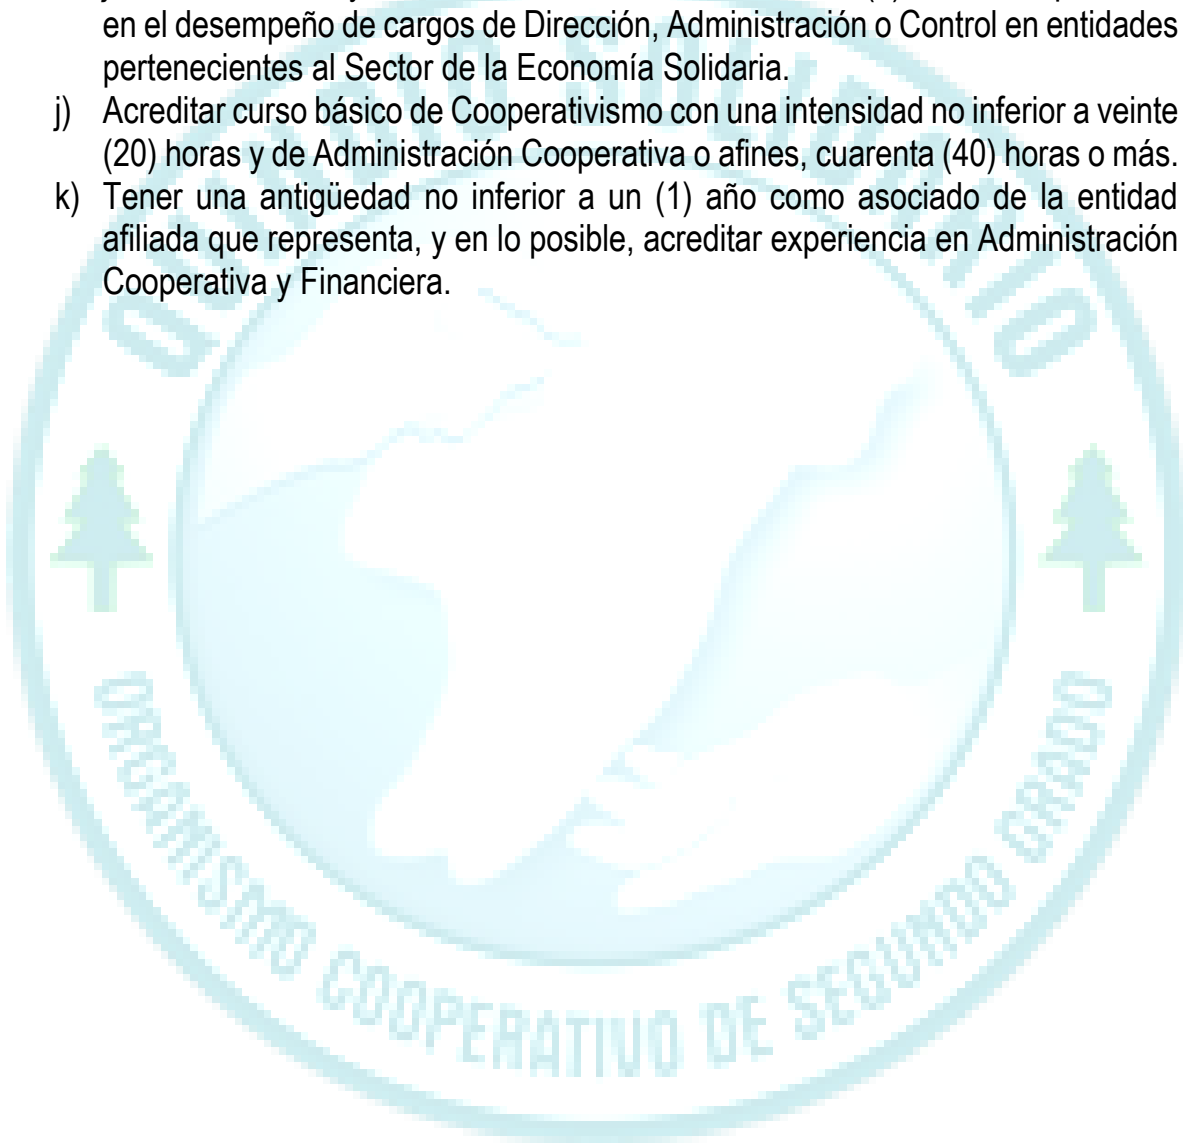 en el desempeño de cargos de Dirección, Administración o Control en entidades
pertenecientes al Sector de la Economía Solidaria.
j) Acreditar curso básico de Cooperativismo con una intensidad no inferior a veinte
(20) horas y de Administración Cooperativa o afines, cuarenta (40) horas o más.
k) Tener una antigüedad no inferior a un (1) año como asociado de la entidad
afiliada que representa, y en lo posible, acreditar experiencia en Administración
Cooperativa y Financiera.
QUINDIO SOLIDARIO
ORGANISMO COOPERATIVO DE SEGUNDO GRADO